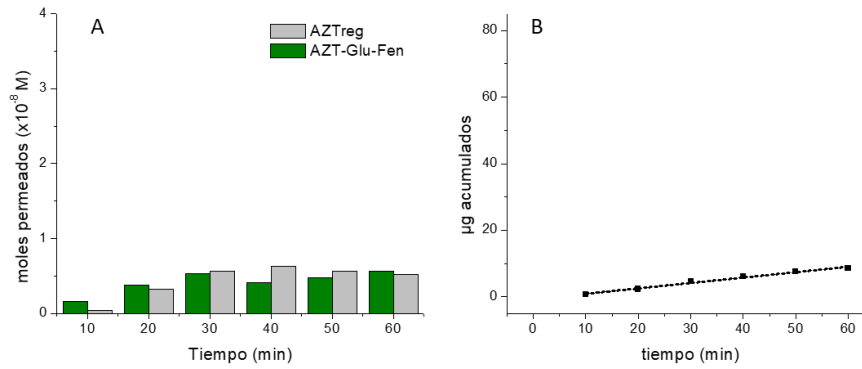 A
AZTreg
AZT-Glu-Fen
moles permeados (x10⁻⁸ M)
4
3
2
1
0
10 20 30 40 50 60
Tiempo (min)
B
µg acumulados
80
60
40
20
0
0 10 20 30 40 50 60
tiempo (min)